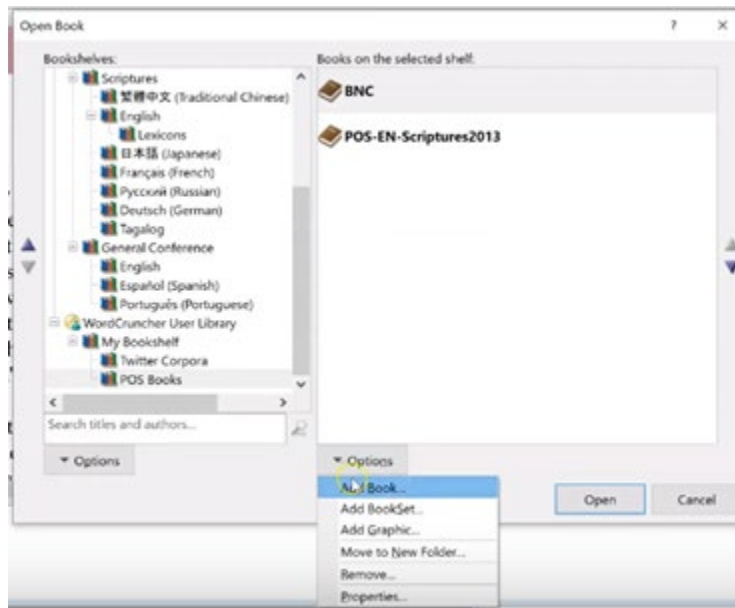 Open Book
?
×
Bookshelves:
Scriptures
繁體中文 (Traditional Chinese)
English
Lexicons
日本語 (Japanese)
Français (French)
Русский (Russian)
Deutsch (German)
Tagalog
General Conference
English
Español (Spanish)
Português (Portuguese)
WordCruncher User Library
My Bookshelf
Twitter Corpora
POS Books
Search titles and authors...
Options
Books on the selected shelf:
BNC
POS-EN-Scriptures2013
Options
Add Book...
Add BookSet...
Add Graphic...
Move to New Folder...
Remove...
Properties...
Open
Cancel